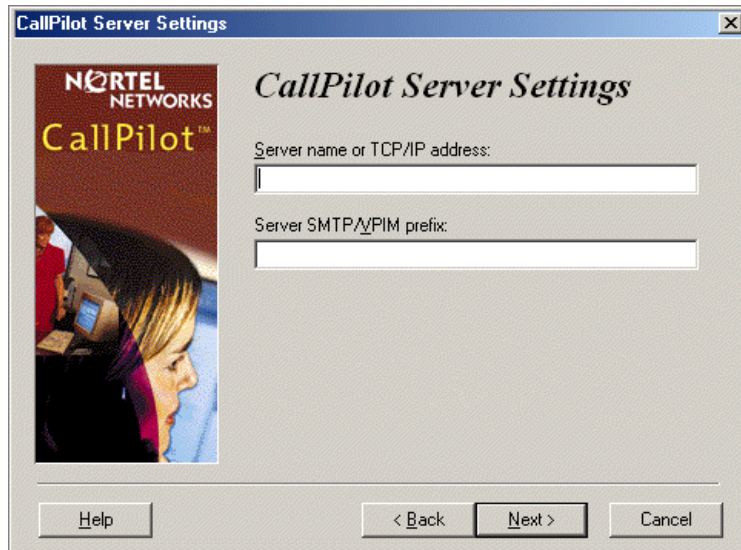 CallPilot Server Settings
NORTEL
NETWORKS
CallPilot™
CallPilot Server Settings
Server name or TCP/IP address:
Server SMTP/VPIM prefix:
Help
< Back
Next >
Cancel